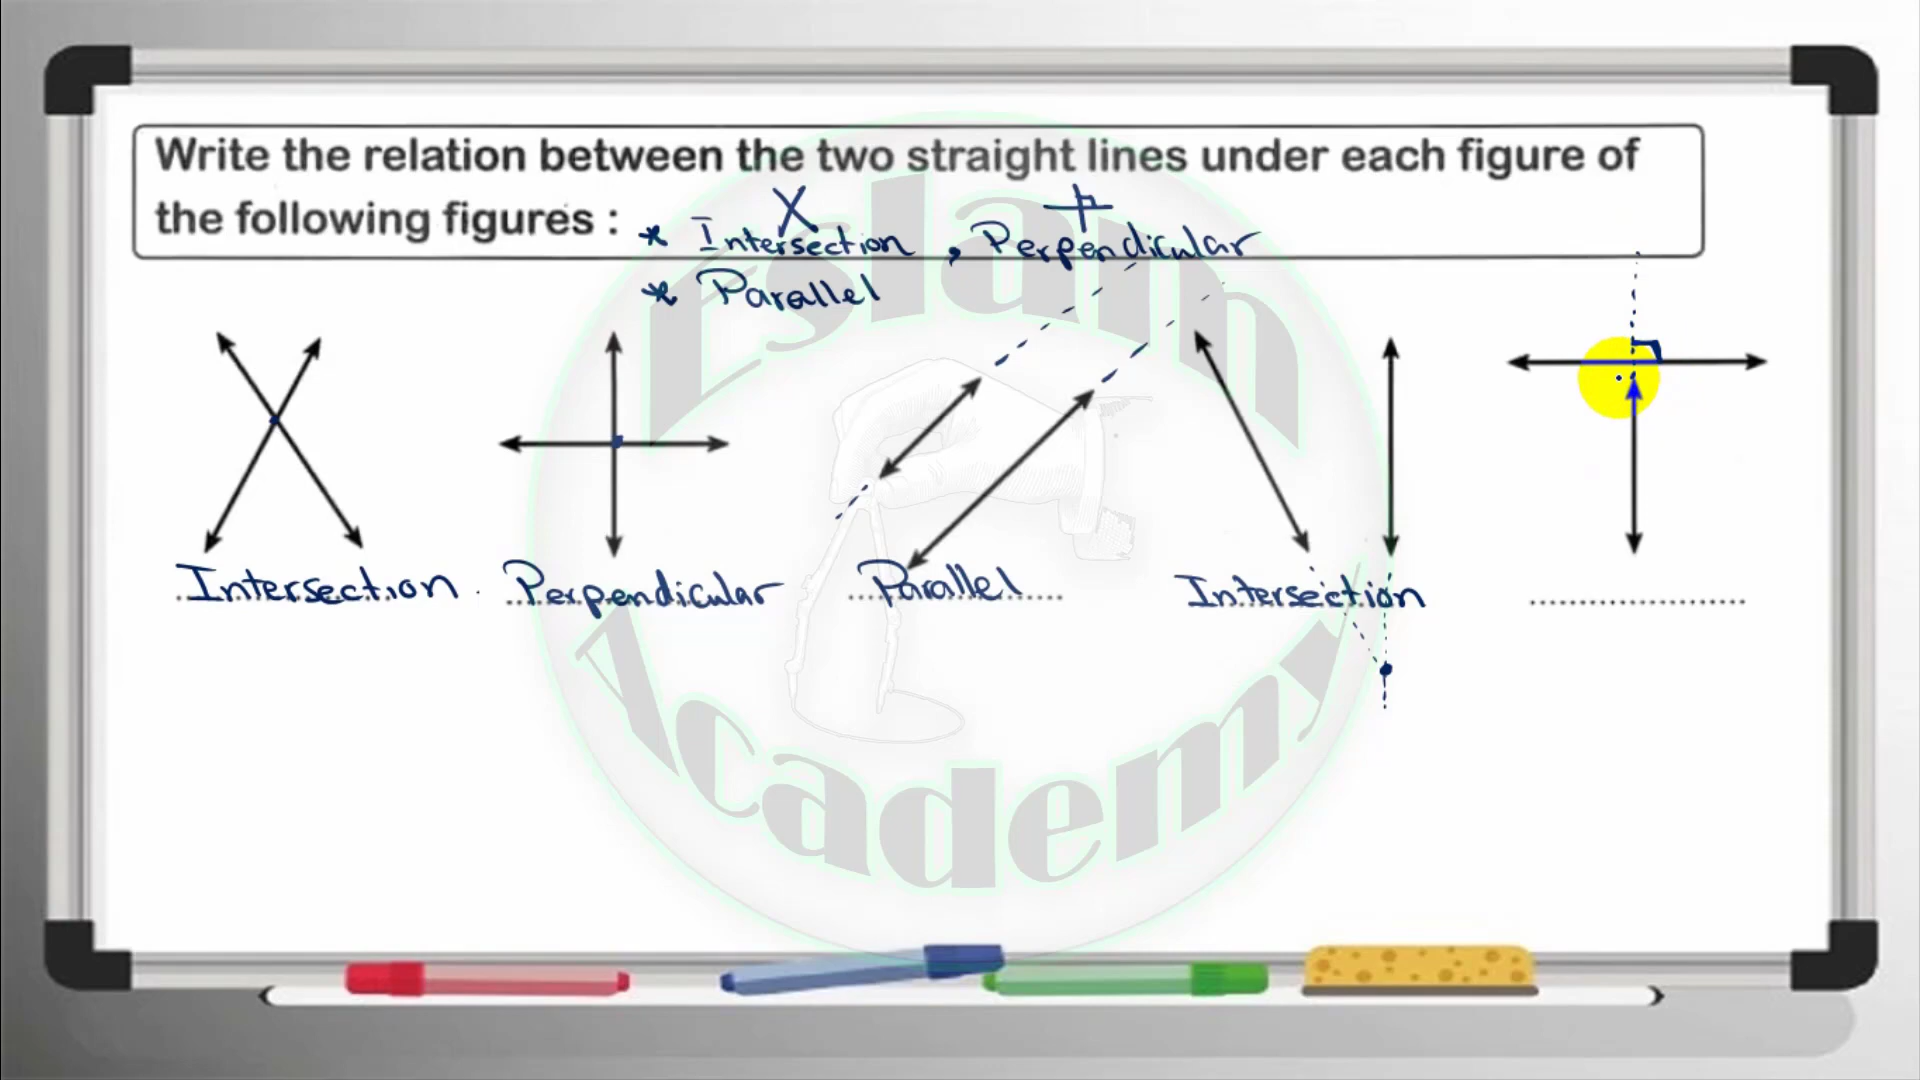 Write the relation between the two straight lines under each figure of
the following figures : * Intersection , Perpendicular
* Parallel
Intersection Perpendicular Parallel Intersection ....................
Eslam
Academy